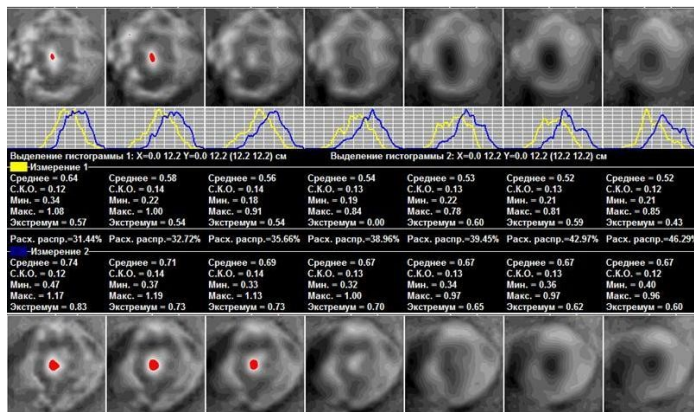 Выделение гистограммы 1: X=0.0 12.2 Y=0.0 12.2 (12.2 12.2) см Выделение гистограммы 2: X=0.0 12.2 Y=0.0 12.2 (12.2 12.2) см
Измерение 1
Среднее = 0.64 Среднее = 0.58 Среднее = 0.56 Среднее = 0.54 Среднее = 0.53 Среднее = 0.52 Среднее = 0.52
С.К.О. = 0.12 С.К.О. = 0.14 С.К.О. = 0.14 С.К.О. = 0.13 С.К.О. = 0.13 С.К.О. = 0.13 С.К.О. = 0.12
Мин. = 0.34 Мин. = 0.22 Мин. = 0.18 Мин. = 0.19 Мин. = 0.22 Мин. = 0.21 Мин. = 0.21
Макс. = 1.08 Макс. = 1.00 Макс. = 0.91 Макс. = 0.84 Макс. = 0.78 Макс. = 0.81 Макс. = 0.85
Экстремум = 0.57 Экстремум = 0.54 Экстремум = 0.54 Экстремум = 0.00 Экстремум = 0.60 Экстремум = 0.59 Экстремум = 0.43
Расх. распр.=31.44% Расх. распр.=32.72% Расх. распр.=35.66% Расх. распр.=38.96% Расх. распр.=39.45% Расх. распр.=42.97% Расх. распр.=46.29%
Измерение 2
Среднее = 0.74 Среднее = 0.71 Среднее = 0.69 Среднее = 0.67 Среднее = 0.67 Среднее = 0.67 Среднее = 0.67
С.К.О. = 0.12 С.К.О. = 0.14 С.К.О. = 0.14 С.К.О. = 0.13 С.К.О. = 0.13 С.К.О. = 0.13 С.К.О. = 0.12
Мин. = 0.47 Мин. = 0.37 Мин. = 0.33 Мин. = 0.32 Мин. = 0.34 Мин. = 0.36 Мин. = 0.40
Макс. = 1.17 Макс. = 1.19 Макс. = 1.13 Макс. = 1.00 Макс. = 0.97 Макс. = 0.97 Макс. = 0.96
Экстремум = 0.83 Экстремум = 0.73 Экстремум = 0.73 Экстремум = 0.70 Экстремум = 0.65 Экстремум = 0.62 Экстремум = 0.60